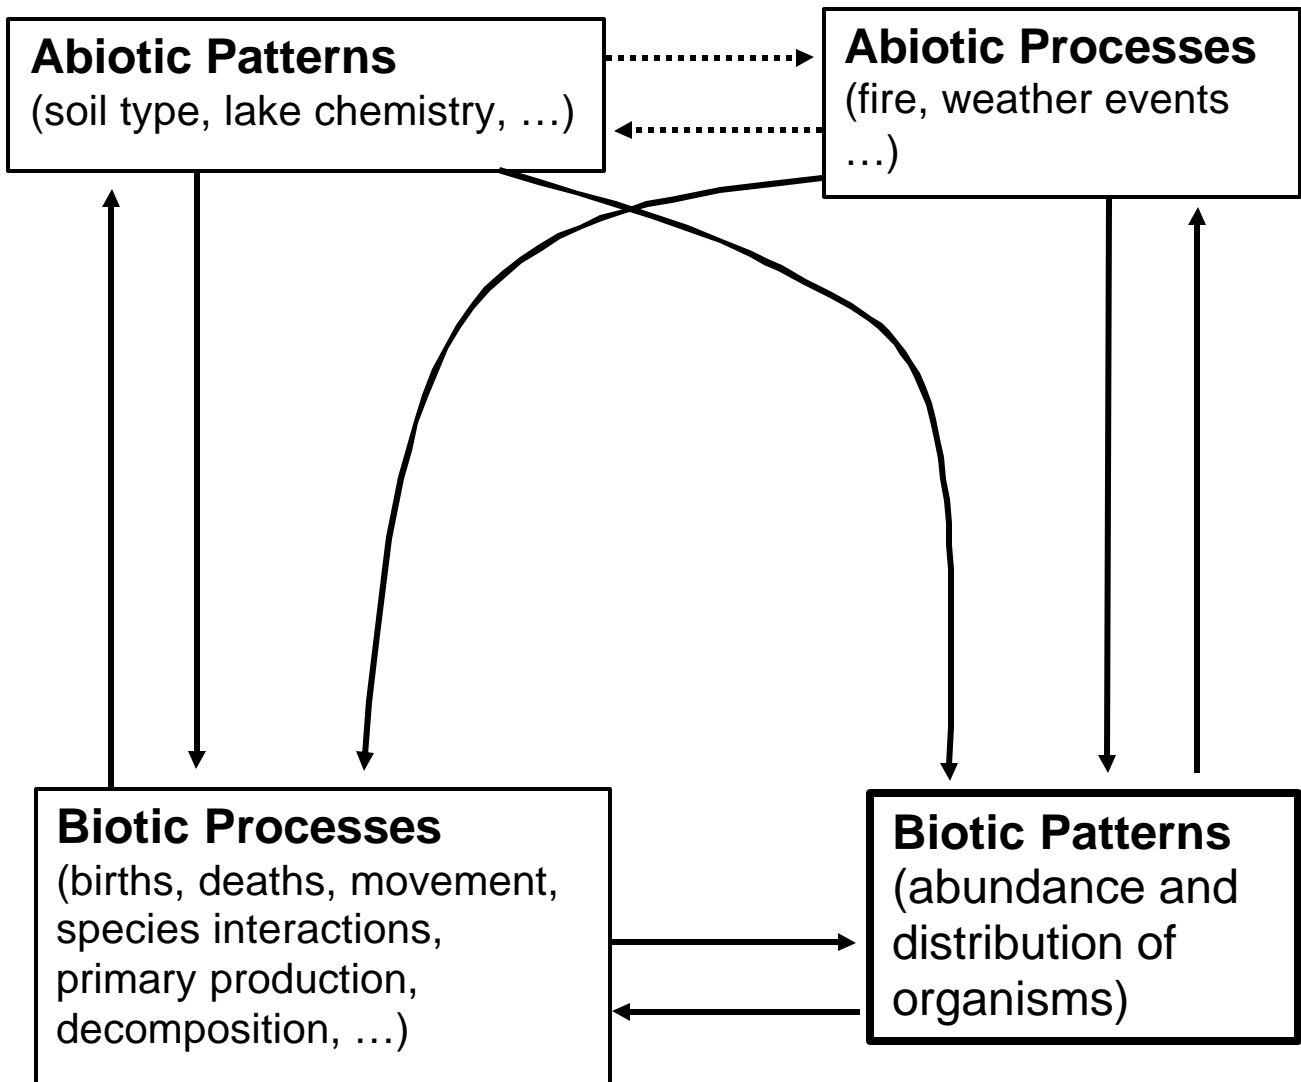 Abiotic Patterns
(soil type, lake chemistry, …)
Abiotic Processes
(fire, weather events
…)
Biotic Processes
(births, deaths, movement,
species interactions,
primary production,
decomposition, …)
Biotic Patterns
(abundance and
distribution of
organisms)